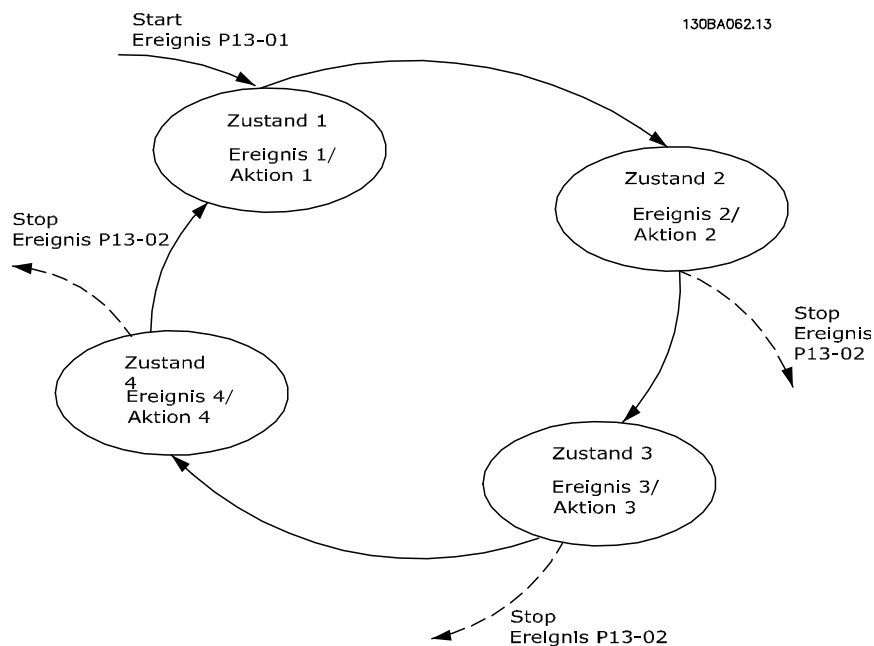 Start
Ereignis P13-01
130BA062.13
Zustand 1
Ereignis 1/
Aktion 1
Zustand 2
Ereignis 2/
Aktion 2
Stop
Ereignis P13-02
Stop
Ereignis
P13-02
Zustand
4
Ereignis 4/
Aktion 4
Zustand 3
Ereignis 3/
Aktion 3
Stop
Ereignis P13-02